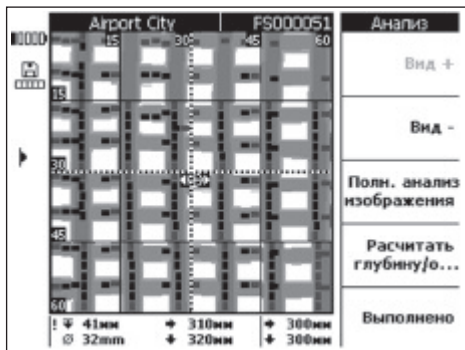 Airport City FS000051 Анализ
15 30 45 60
15
30
45
60
Вид +
Вид -
Полн. анализ
изображения
Расчитать
глубину/о...
Выполнено
! 41мм 310мм 300мм
Ø 32mm 320мм 300мм